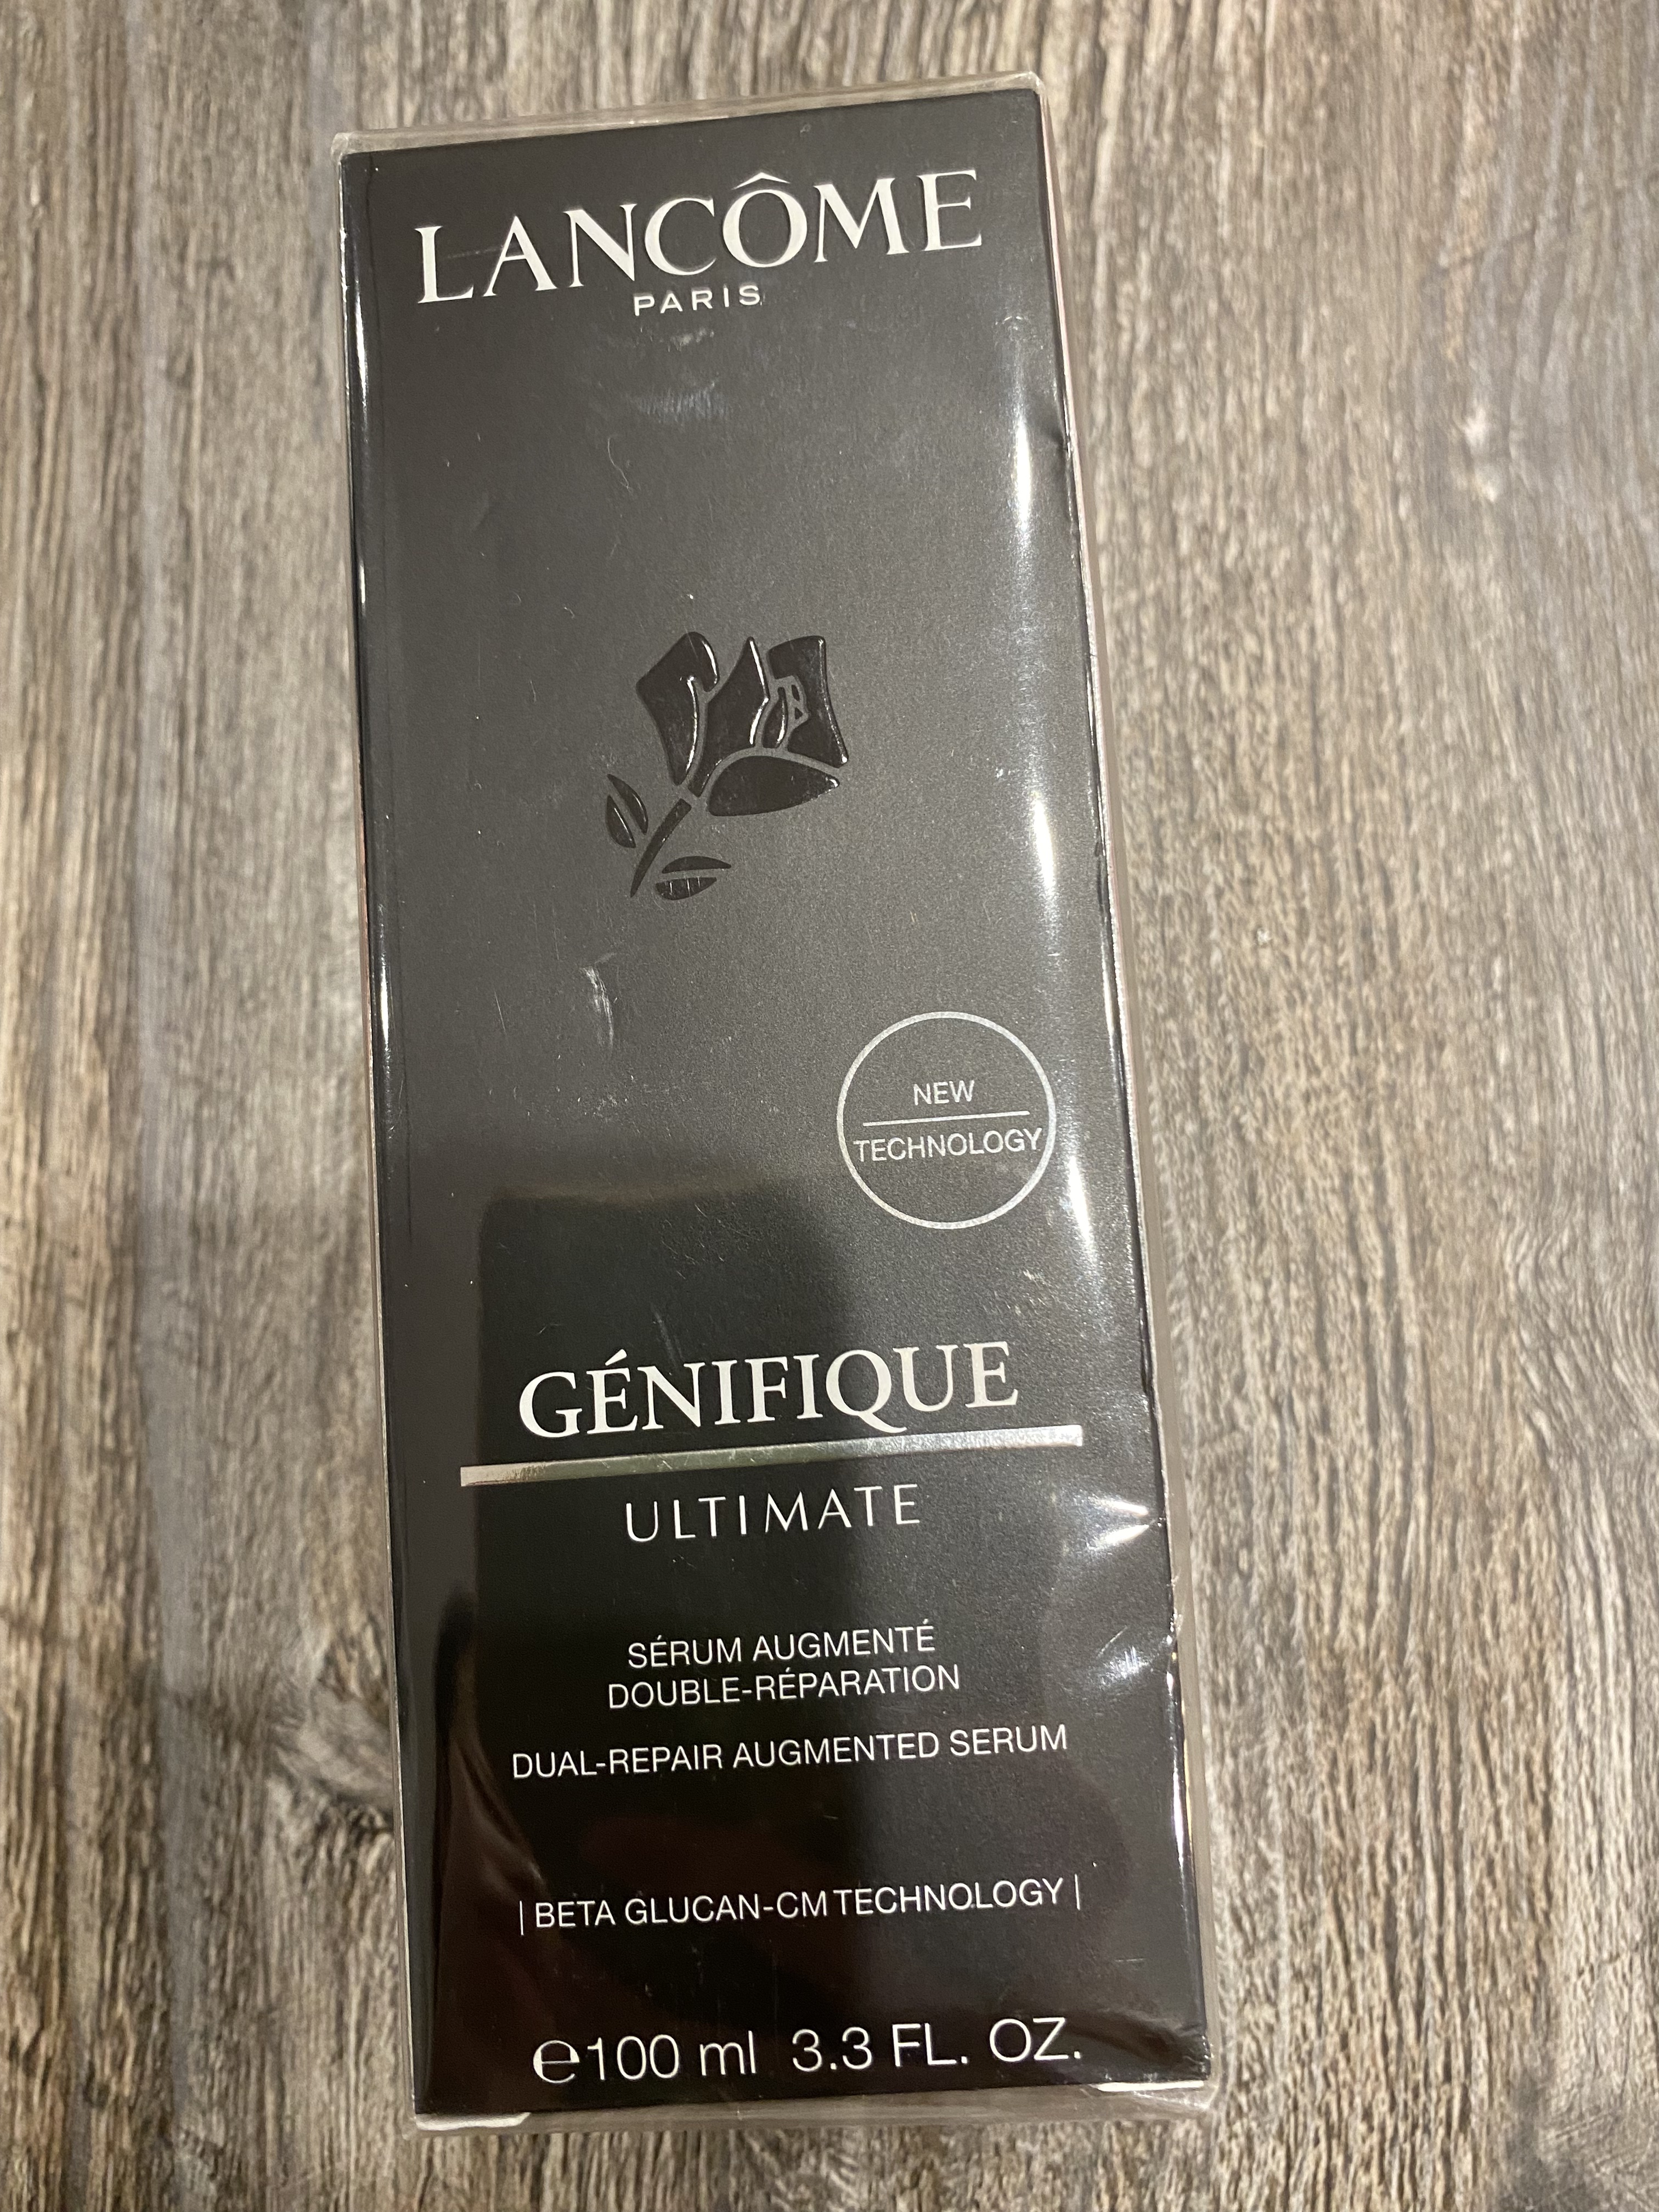 LANCÔME
PARIS
NEW
TECHNOLOGY
GÉNIFIQUE
ULTIMATE
SÉRUM AUGMENTÉ
DOUBLE-RÉPARATION
DUAL-REPAIR AUGMENTED SERUM
| BETA GLUCAN-CM TECHNOLOGY |
℮100 ml 3.3 FL. OZ.